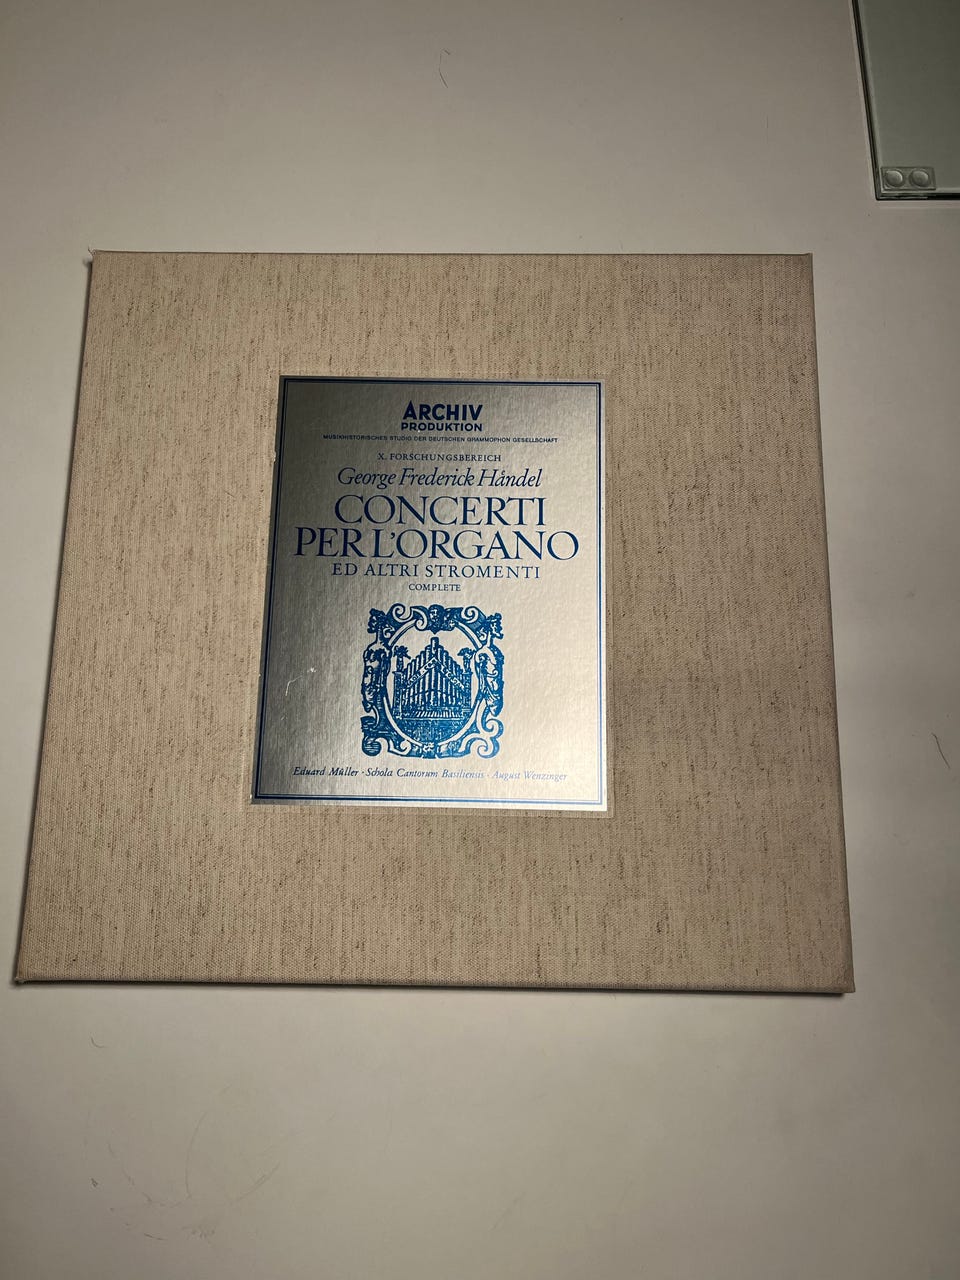 ARCHIV
PRODUKTION
MUSIKHISTORISCHES STUDIO DER DEUTSCHEN GRAMMOPHON GESELLSCHAFT
X. FORSCHUNGSBEREICH
George Frederick Händel
CONCERTI
PER L'ORGANO
ED ALTRI STROMENTI
COMPLETE
Eduard Müller · Schola Cantorum Basiliensis · August Wenzinger